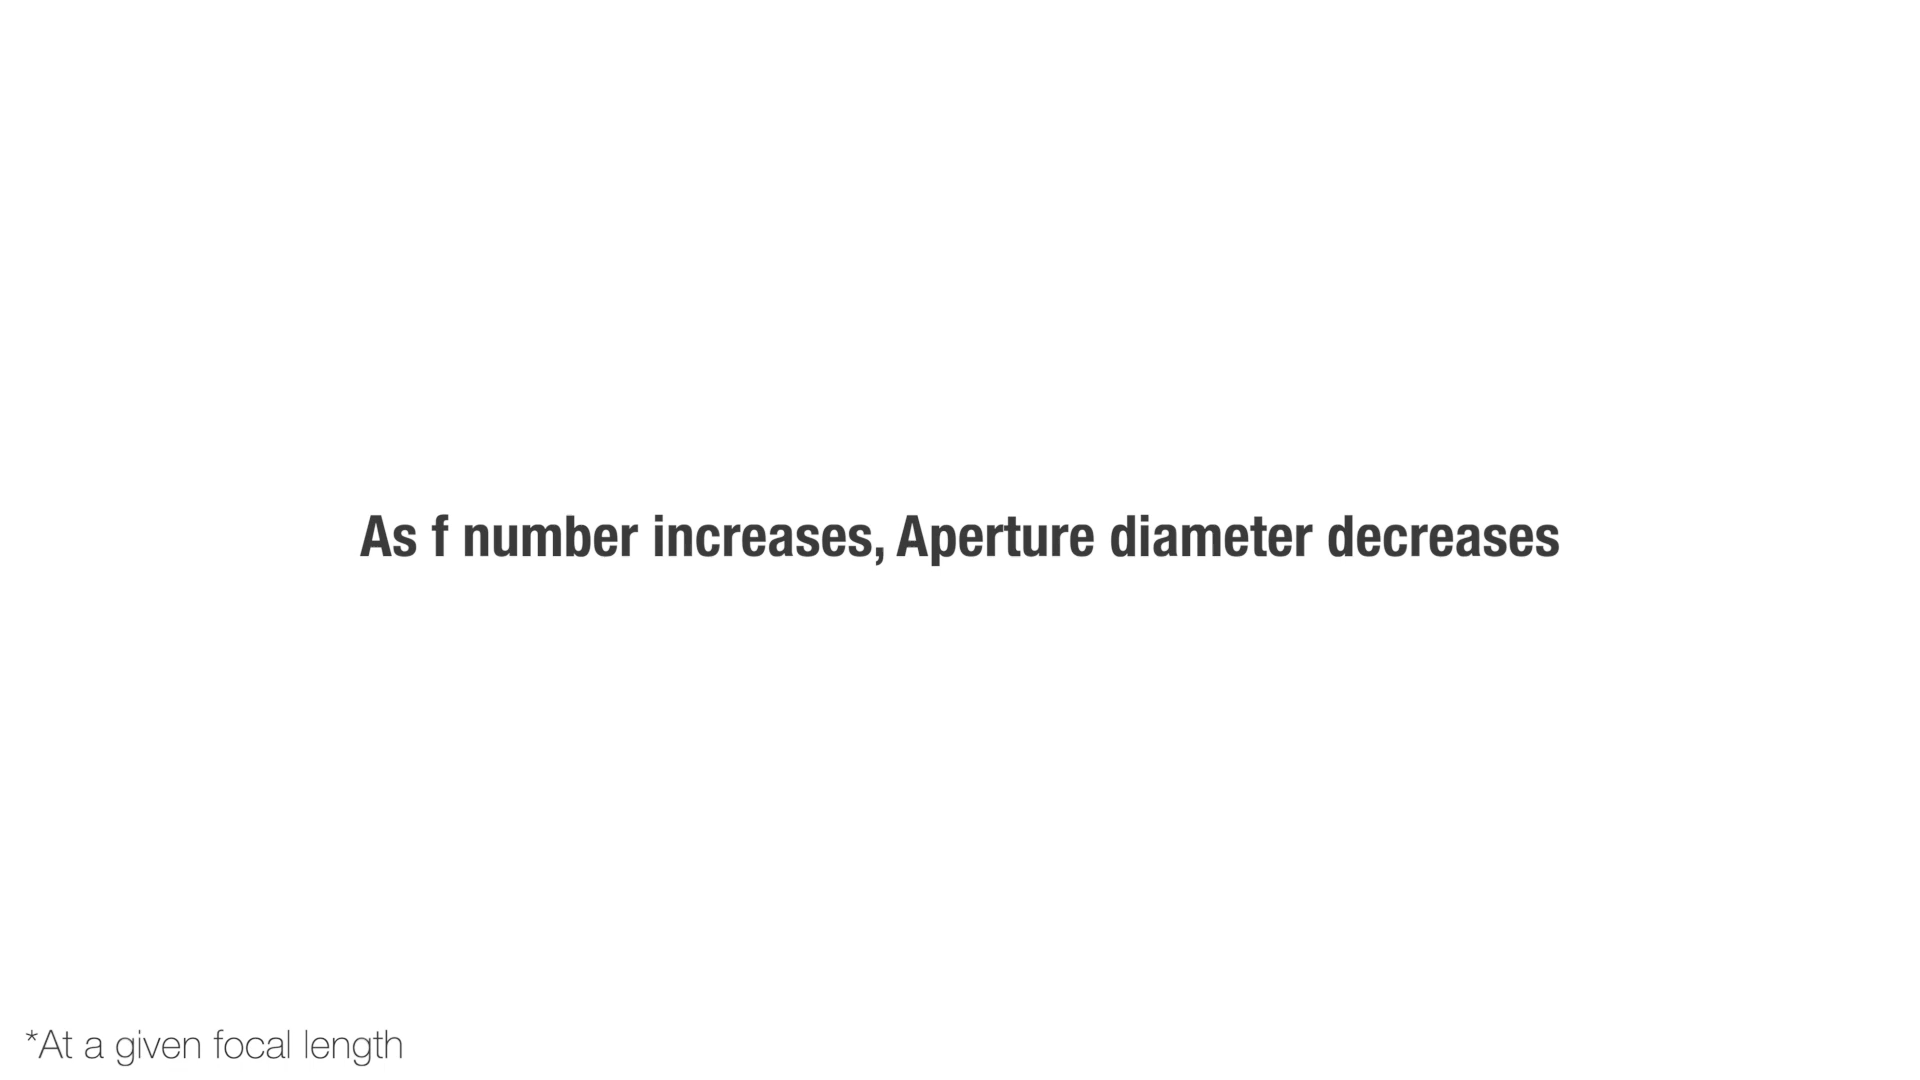 As f number increases, Aperture diameter decreases
*At a given focal length